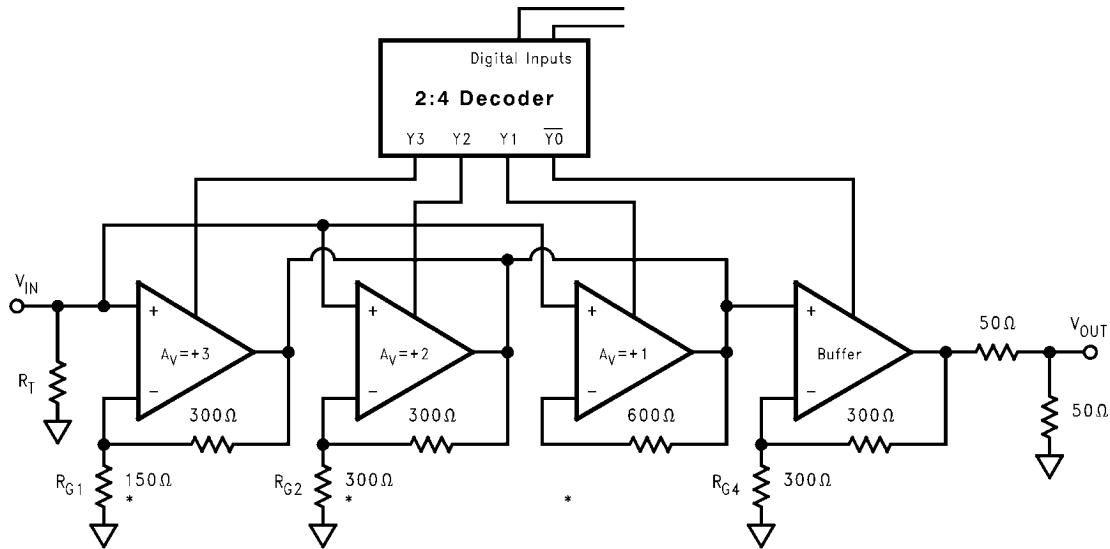 Digital Inputs
2:4 Decoder
Y3 Y2 Y1 Y0̅
V_IN
+ + + +
A_V=+3 A_V=+2 A_V=+1 Buffer
50Ω V_OUT
R_T
− − − −
300Ω 300Ω 600Ω 300Ω
50Ω
R_G1 150Ω R_G2 300Ω R_G4 300Ω
* * *